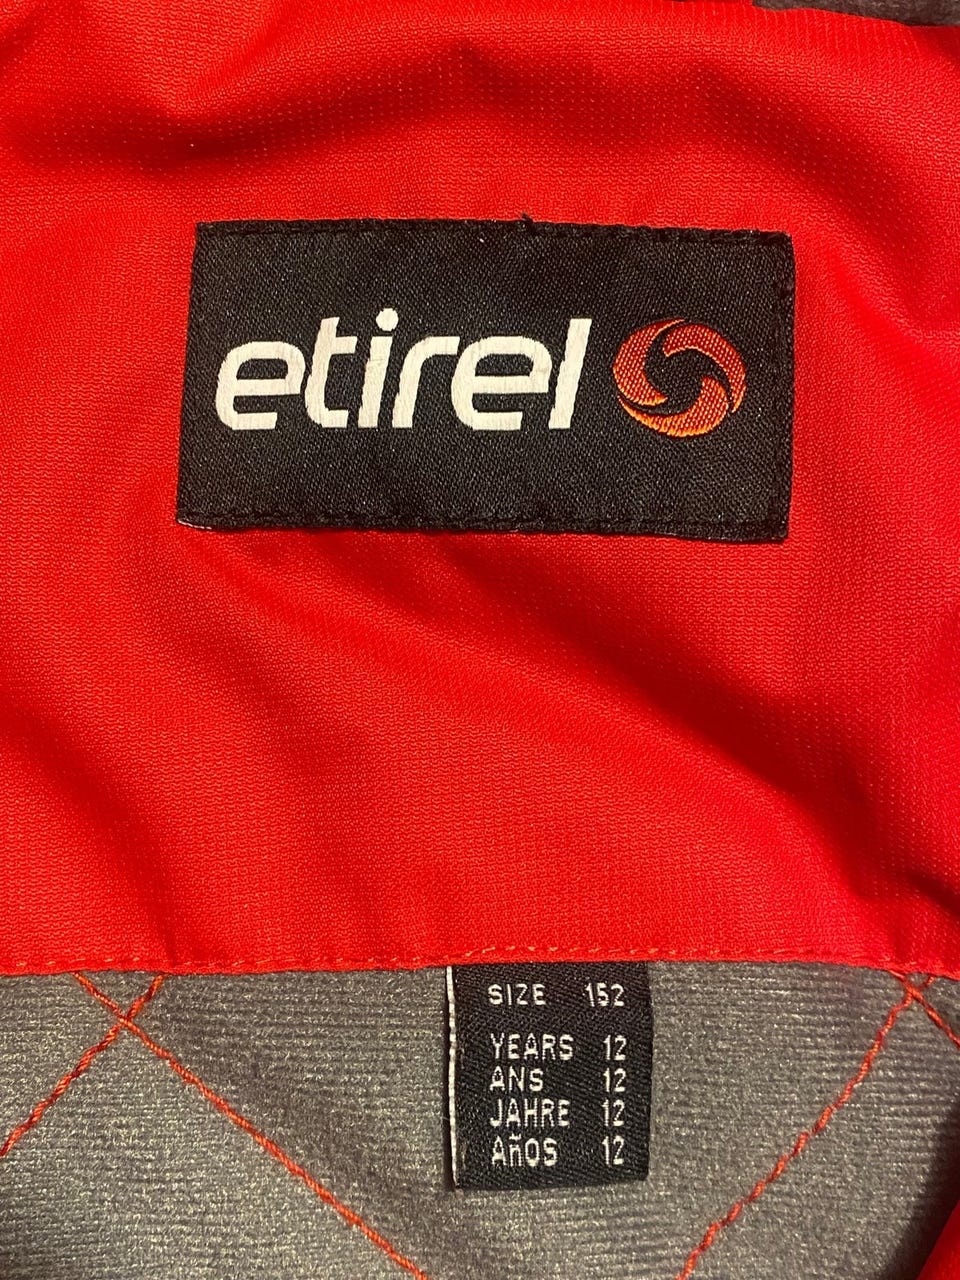 etirel
SIZE 152
YEARS 12
ANS 12
JAHRE 12
AÑOS 12